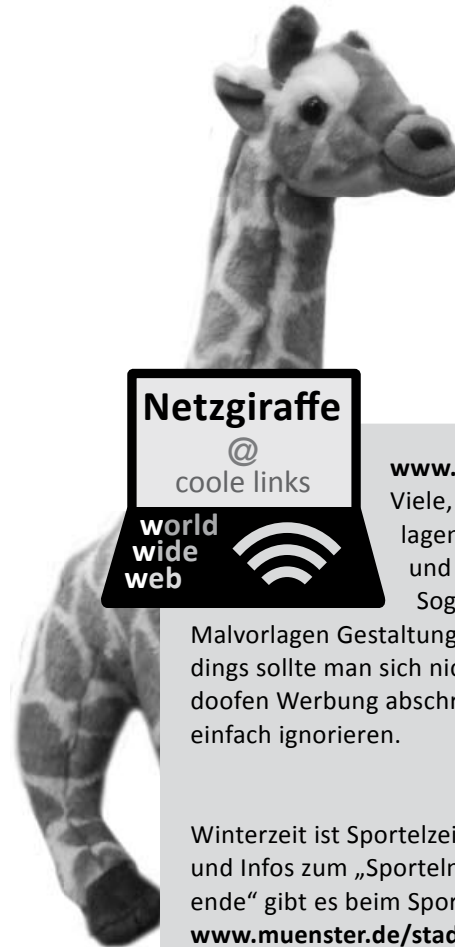 Netzgiraffe
@
coole links
world
wide
web
www.
Viele,
lagen
und
Sog
Malvorlagen Gestaltung
dings sollte man sich nic
doofen Werbung abschr
einfach ignorieren.
Winterzeit ist Sportelzei
und Infos zum „Sporteln
ende“ gibt es beim Spor
www.muenster.de/stad